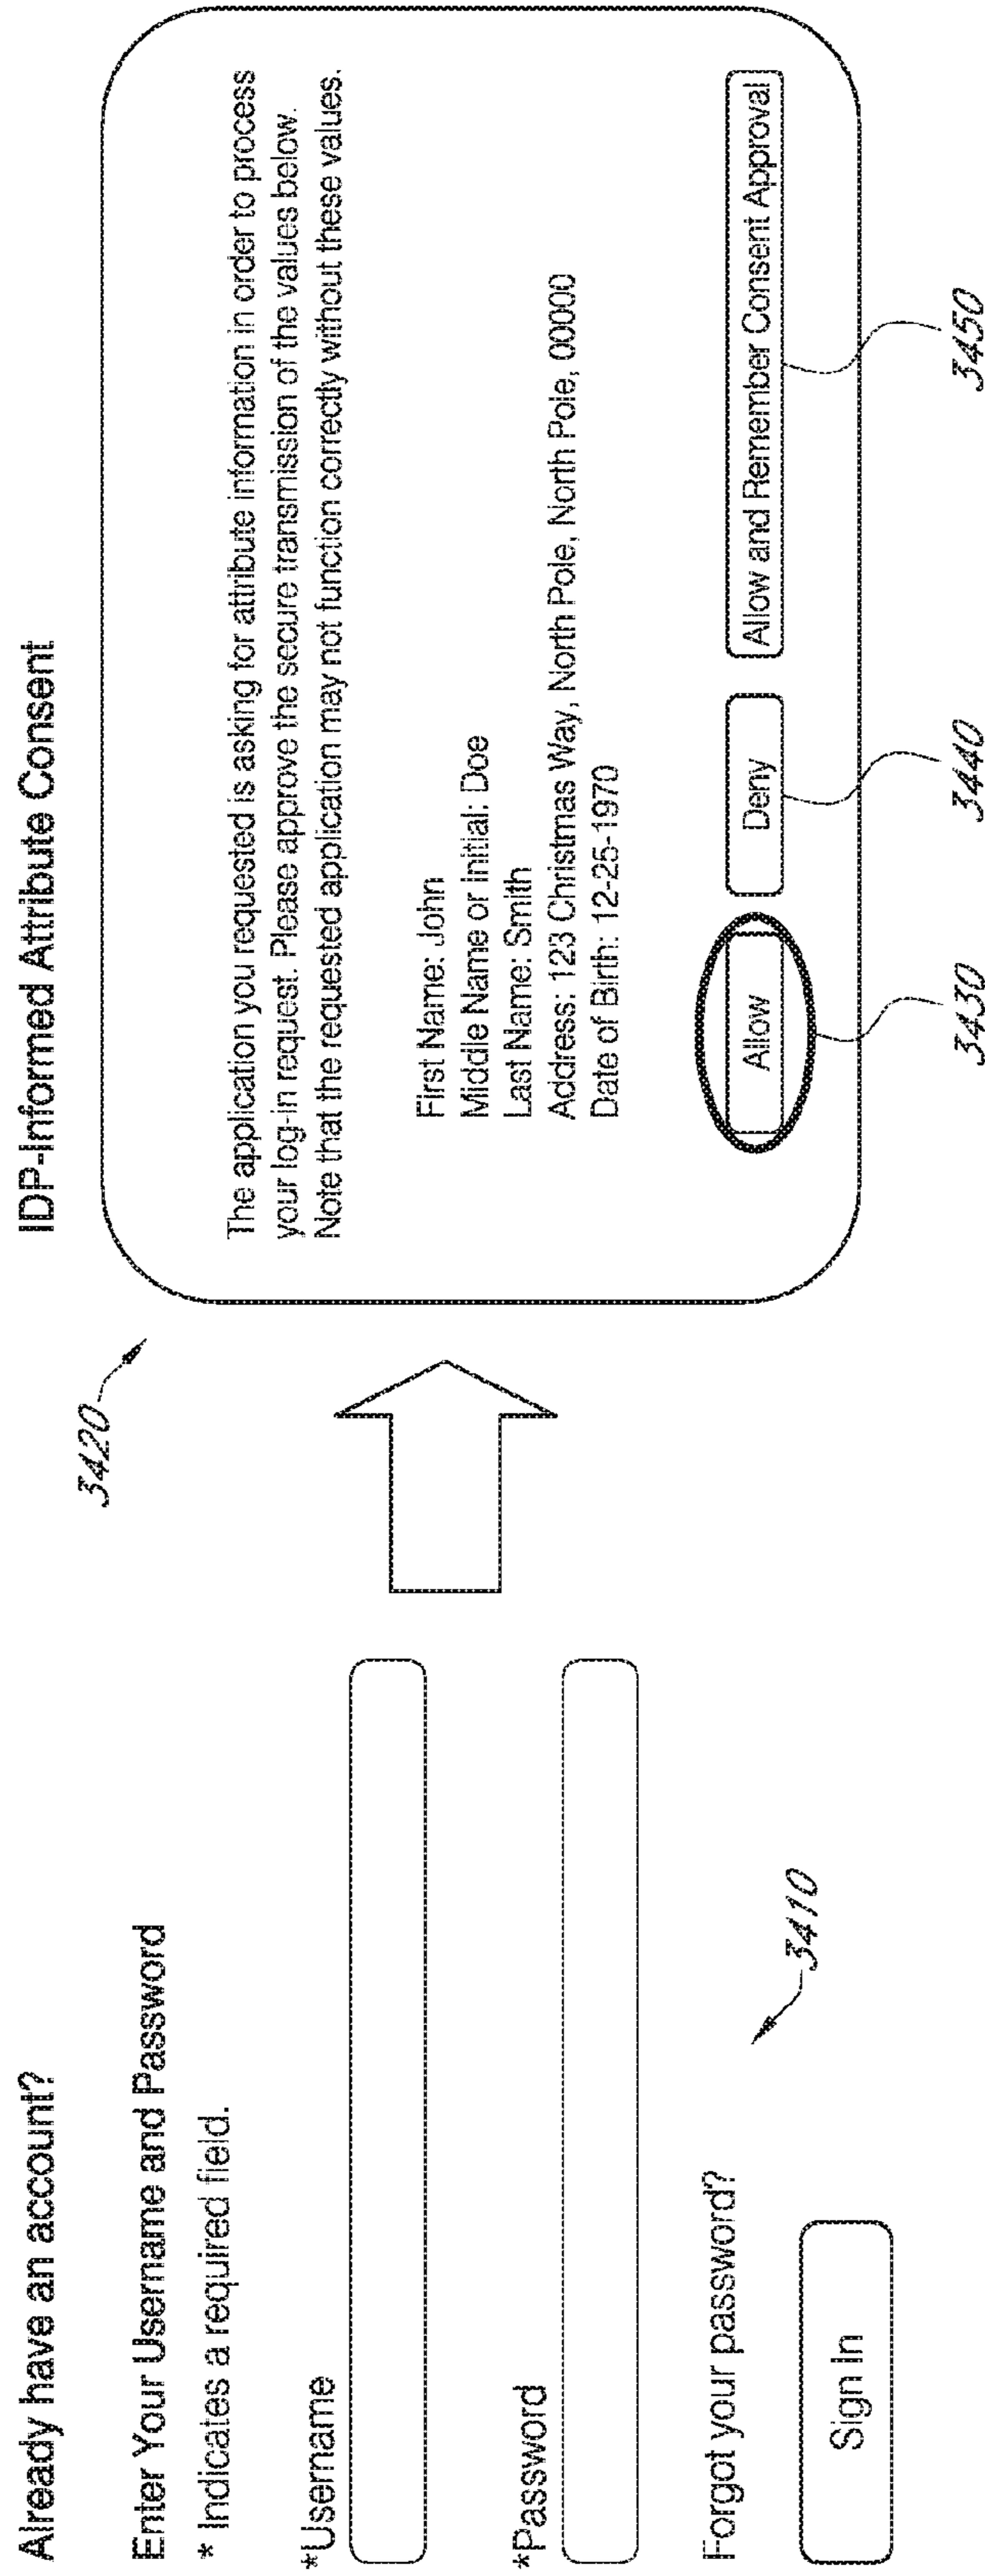 Already have an account?
Enter Your Username and Password
* Indicates a required field.
*Username
*Password
Forgot your password?
Sign In
3410
3420
IDP-Informed Attribute Consent
The application you requested is asking for attribute information in order to process
your log-in request. Please approve the secure transmission of the values below.
Note that the requested application may not function correctly without these values.
First Name: John
Middle Name or Initial: Doe
Last Name: Smith
Address: 123 Christmas Way, North Pole, North Pole, 00000
Date of Birth: 12-25-1970
Allow
Deny
Allow and Remember Consent Approval
3430
3440
3450